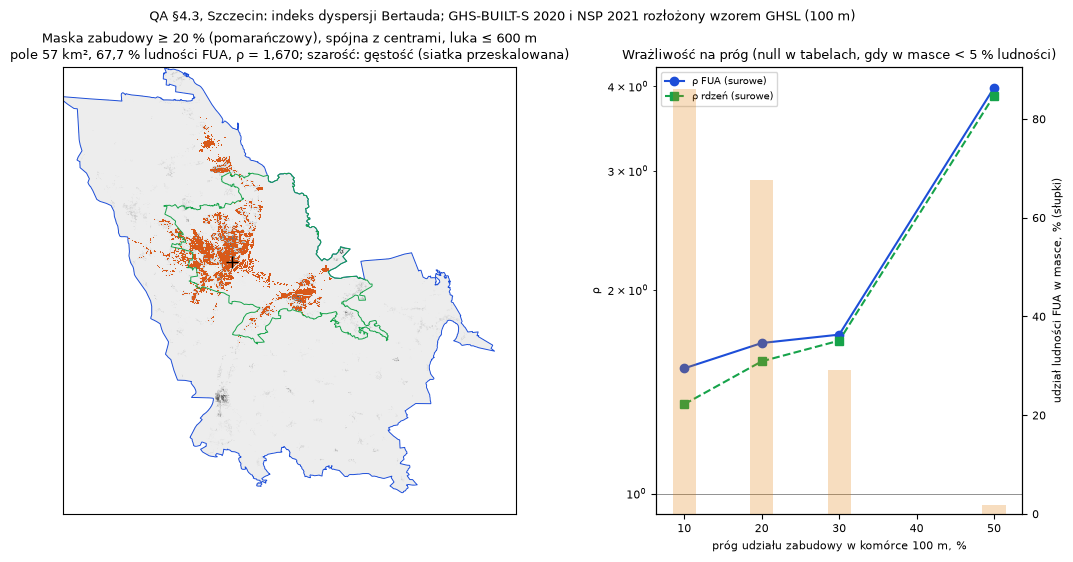 QA §4.3, Szczecin: indeks dyspersji Bertauda; GHS-BUILT-S 2020 i NSP 2021 rozłożony wzorem GHSL (100 m)
Maska zabudowy ≥ 20 % (pomarańczowy), spójna z centrami, luka ≤ 600 m
pole 57 km², 67,7 % ludności FUA, ρ = 1,670; szarość: gęstość (siatka przeskalowana)
Wrażliwość na próg (null w tabelach, gdy w masce < 5 % ludności)
ρ FUA (surowe)
ρ rdzeń (surowe)
4 × 10⁰
3 × 10⁰
2 × 10⁰
10⁰
ρ
80
60
40
20
0
udział ludności FUA w masce, % (słupki)
10 20 30 40 50
próg udziału zabudowy w komórce 100 m, %